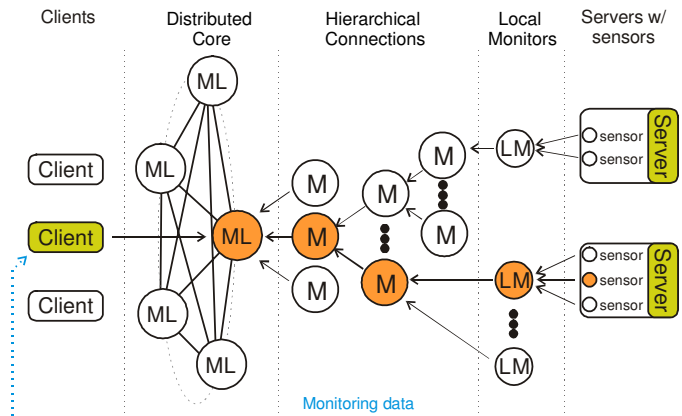 Clients
Distributed
Core
Hierarchical
Connections
Local
Monitors
Servers w/
sensors
ML
ML
ML
ML
ML
Client
Client
Client
M
M
M
M
M
M
M
LM
LM
LM
sensor
sensor
Server
sensor
sensor
sensor
Server
Monitoring data